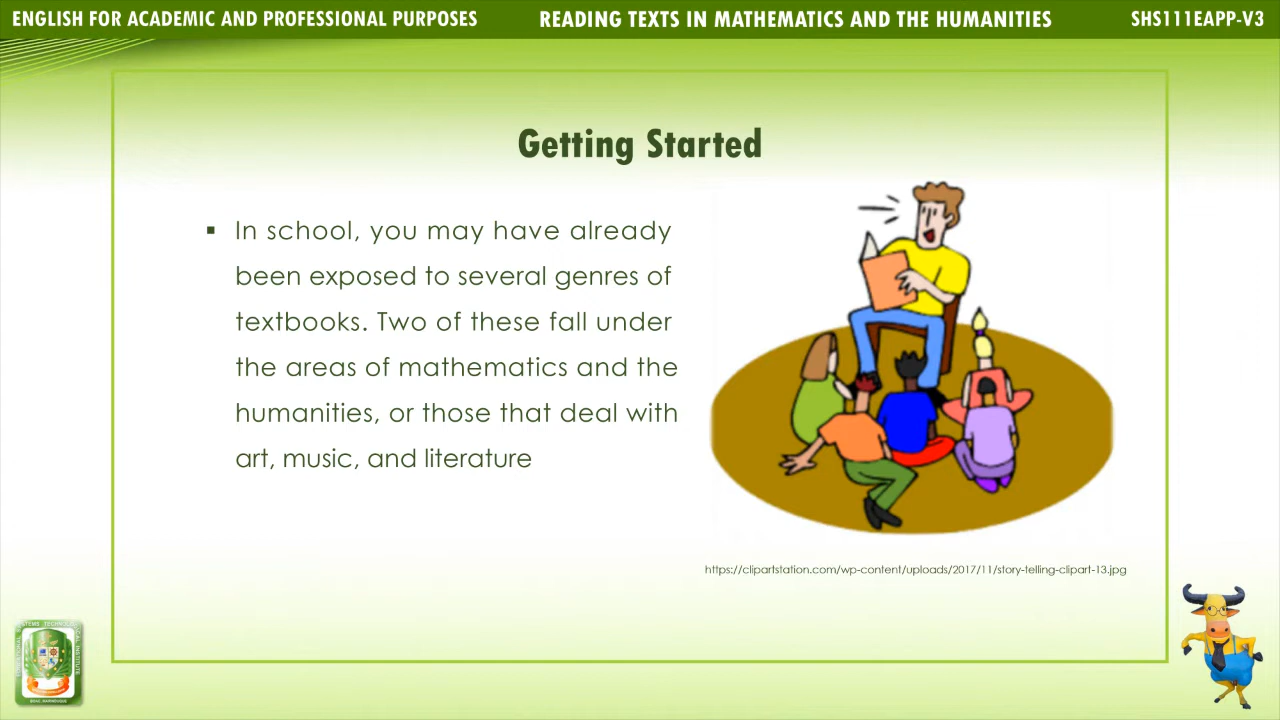 ENGLISH FOR ACADEMIC AND PROFESSIONAL PURPOSES
READING TEXTS IN MATHEMATICS AND THE HUMANITIES
SHS111EAPP-V3
Getting Started
▪ In school, you may have already
been exposed to several genres of
textbooks. Two of these fall under
the areas of mathematics and the
humanities, or those that deal with
art, music, and literature
https://clipartstation.com/wp-content/uploads/2017/11/story-telling-clipart-13.jpg